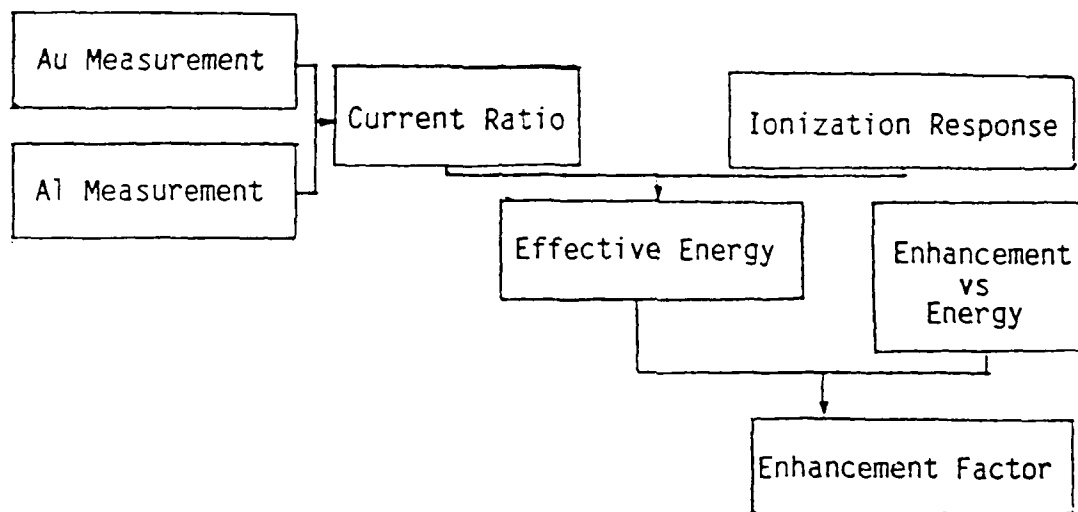 Au Measurement
Current Ratio
Ionization Response
Al Measurement
Effective Energy
Enhancement
vs
Energy
Enhancement Factor